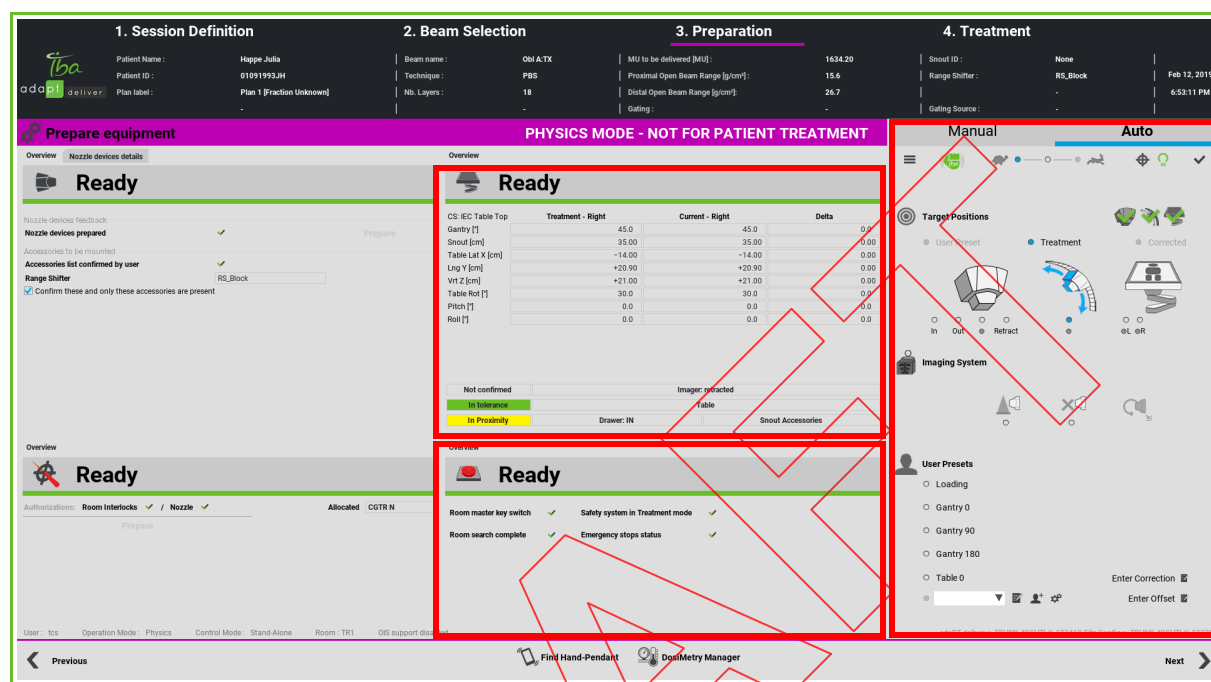 1. Session Definition
2. Beam Selection
3. Preparation
4. Treatment
iba
adapt deliver
Patient Name : Happe Julia
Patient ID : 01091993JH
Plan label : Plan 1 [Fraction Unknown]
-
Beam name : Obl A:TX
Technique : PBS
Nb. Layers : 18
-
MU to be delivered [MU] : 1634.20
Proximal Open Beam Range [g/cm²] : 15.6
Distal Open Beam Range [g/cm²]: 26.7
Gating : -
Snout ID : None
Range Shifter : RS_Block
-
Gating Source : -
Feb 12, 2019
6:53:11 PM
Prepare equipment
PHYSICS MODE - NOT FOR PATIENT TREATMENT
Manual Auto
Overview Nozzle devices details
Ready
Nozzle devices feedback
Nozzle devices prepared Prepare
Accessories to be mounted
Accessories list confirmed by user
Range Shifter RS_Block
Confirm these and only these accessories are present
Overview
Ready
CS: IEC Table Top Treatment - Right Current - Right Delta
Gantry [°] 45.0 45.0 0.0
Snout [cm] 35.00 35.00 0.00
Table Lat X [cm] -14.00 -14.00 0.00
Lng Y [cm] +20.90 +20.90 0.00
Vrt Z [cm] +21.00 +21.00 0.00
Table Rot [°] 30.0 30.0 0.0
Pitch [°] 0.0 0.0 0.0
Roll [°] 0.0 0.0 0.0
Not confirmed Imager: retracted
In tolerance Table
In Proximity Drawer: IN Snout Accessories
Overview
Ready
Authorizations: Room Interlocks / Nozzle Allocated CGTR N
Prepare
Overview
Ready
Room master key switch Safety system in Treatment mode
Room search complete Emergency stops status
iba
Target Positions
User Preset Treatment Corrected
In Out Retract L R
Imaging System
User Presets
Loading
Gantry 0
Gantry 90
Gantry 180
Table 0 Enter Correction
Enter Offset
User : tcs Operation Mode : Physics Control Mode : Stand-Alone Room : TR1 OIS support disabled
Previous Find Hand-Pendant DosiMetry Manager Next